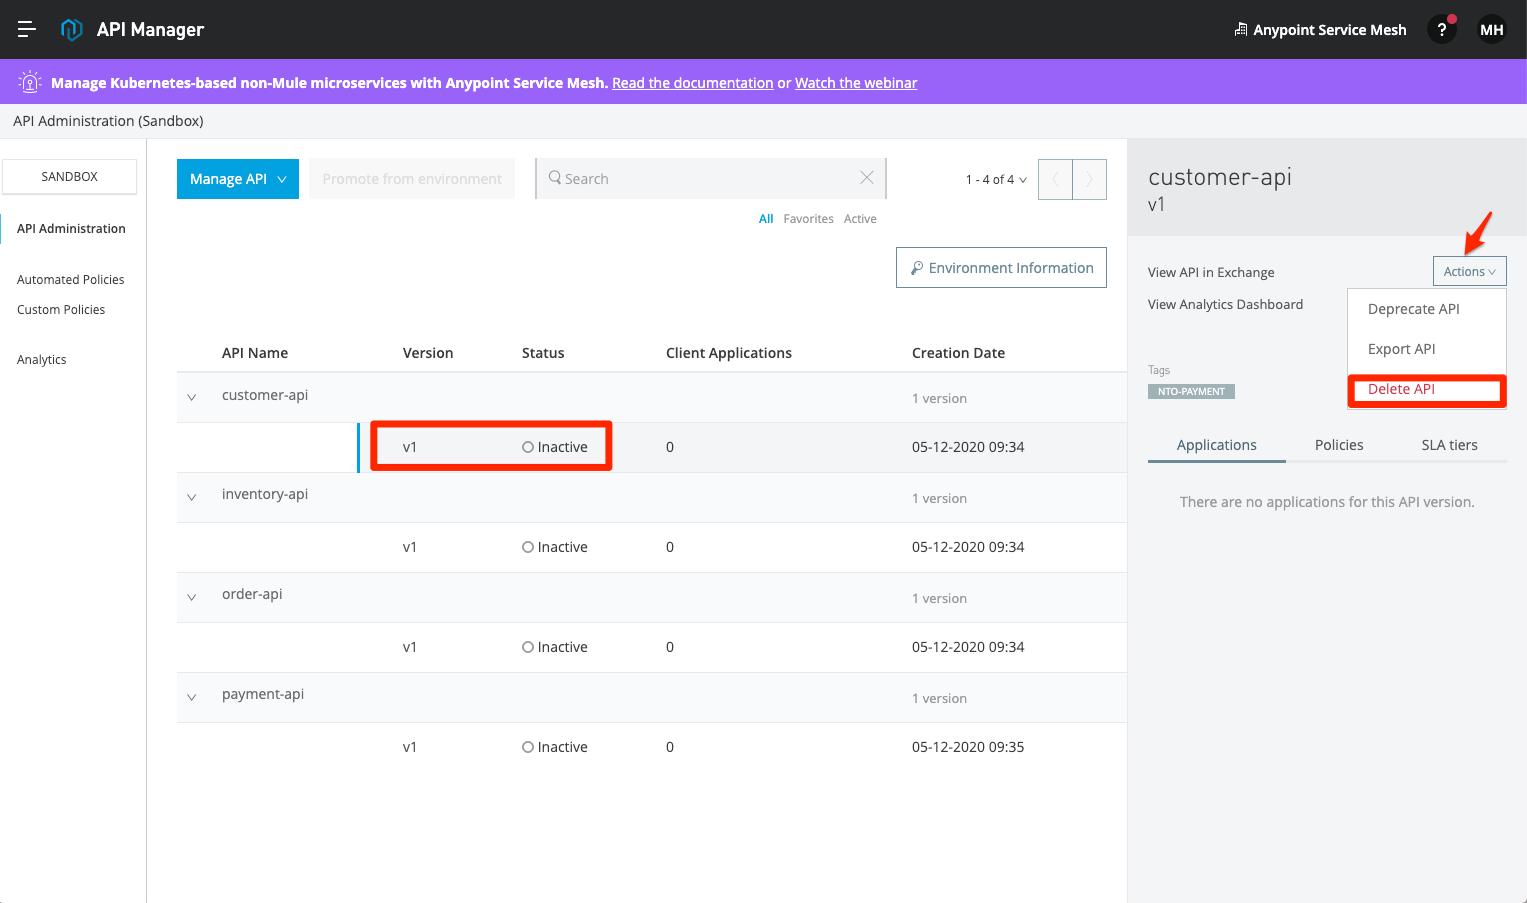 API Manager
Anypoint Service Mesh
?
MH
Manage Kubernetes-based non-Mule microservices with Anypoint Service Mesh. Read the documentation or Watch the webinar
API Administration (Sandbox)
SANDBOX
API Administration
Automated Policies
Custom Policies
Analytics
Manage API
Promote from environment
Search
1 - 4 of 4
All Favorites Active
Environment Information
API Name Version Status Client Applications Creation Date
customer-api 1 version
v1 Inactive 0 05-12-2020 09:34
inventory-api 1 version
v1 Inactive 0 05-12-2020 09:34
order-api 1 version
v1 Inactive 0 05-12-2020 09:34
payment-api 1 version
v1 Inactive 0 05-12-2020 09:35
customer-api
v1
View API in Exchange
Actions
View Analytics Dashboard
Deprecate API
Export API
Delete API
Tags
NTO-PAYMENT
Applications Policies SLA tiers
There are no applications for this API version.